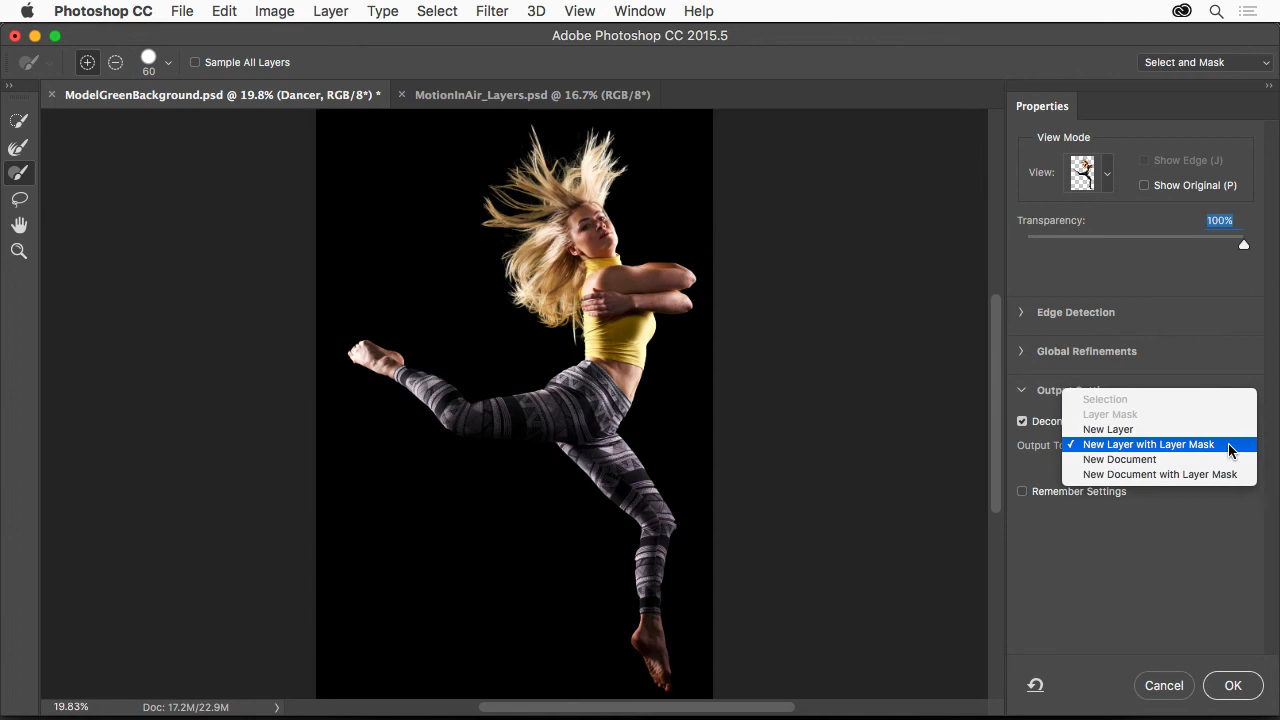 Photoshop CC File Edit Image Layer Type Select Filter 3D View Window Help
Adobe Photoshop CC 2015.5
60
Sample All Layers
Select and Mask
ModelGreenBackground.psd @ 19.8% (Dancer, RGB/8*) *
MotionInAir_Layers.psd @ 16.7% (RGB/8*)
Properties
View Mode
View:
Show Edge (J)
Show Original (P)
Transparency: 100%
Edge Detection
Global Refinements
Outp
Selection
Layer Mask
Decon
New Layer
Output To
✓ New Layer with Layer Mask
New Document
New Document with Layer Mask
Remember Settings
Cancel
OK
19.83%
Doc: 17.2M/22.9M